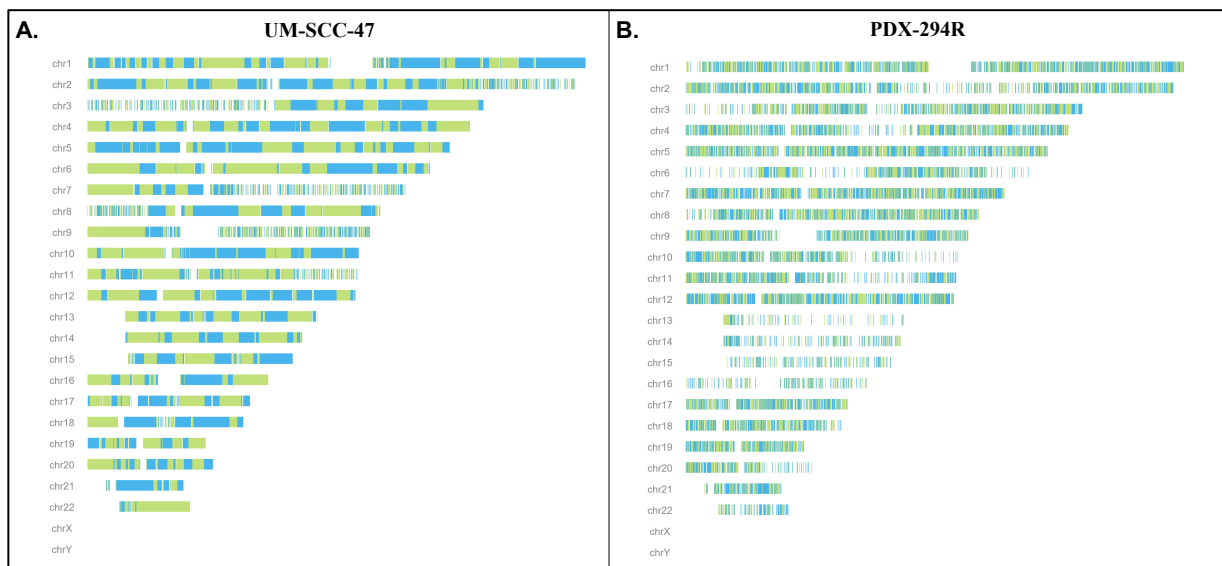 A.
UM-SCC-47
chr1
chr2
chr3
chr4
chr5
chr6
chr7
chr8
chr9
chr10
chr11
chr12
chr13
chr14
chr15
chr16
chr17
chr18
chr19
chr20
chr21
chr22
chrX
chrY
B.
PDX-294R
chr1
chr2
chr3
chr4
chr5
chr6
chr7
chr8
chr9
chr10
chr11
chr12
chr13
chr14
chr15
chr16
chr17
chr18
chr19
chr20
chr21
chr22
chrX
chrY